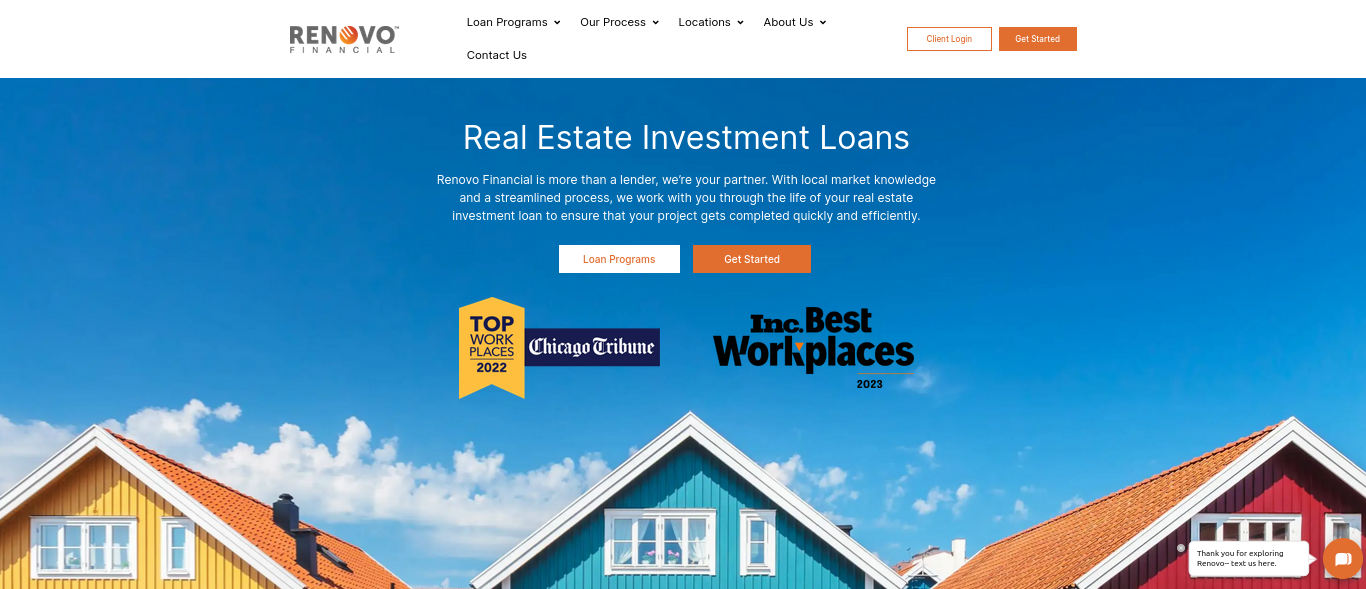 RENOVO™
FINANCIAL
Loan Programs
Our Process
Locations
About Us
Contact Us
Client Login
Get Started
Real Estate Investment Loans
Renovo Financial is more than a lender, we're your partner. With local market knowledge
and a streamlined process, we work with you through the life of your real estate
investment loan to ensure that your project gets completed quickly and efficiently.
Loan Programs
Get Started
TOP
WORK
PLACES
2022
Chicago Tribune
Inc. Best
Workplaces
2023
Thank you for exploring
Renovo-- text us here.